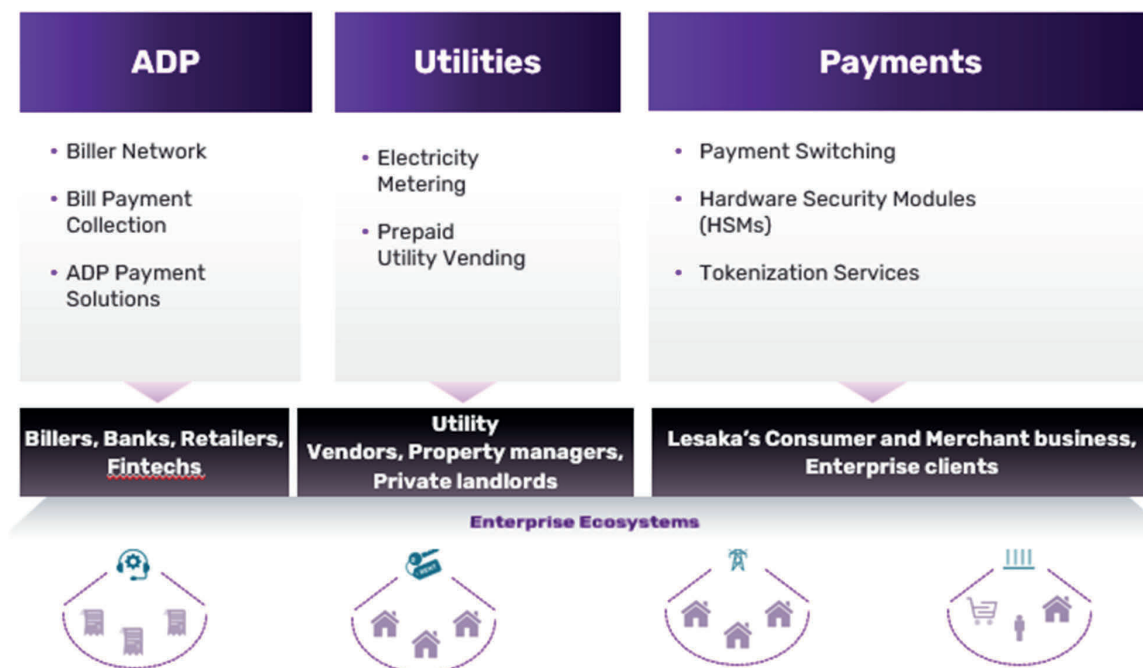 ADP
Utilities
Payments
• Biller Network
• Bill Payment
Collection
• ADP Payment
Solutions
• Electricity
Metering
• Prepaid
Utility Vending
• Payment Switching
• Hardware Security Modules
(HSMs)
• Tokenization Services
Billers, Banks, Retailers,
Fintechs
Utility
Vendors, Property managers,
Private landlords
Lesaka's Consumer and Merchant business,
Enterprise clients
Enterprise Ecosystems
RENT